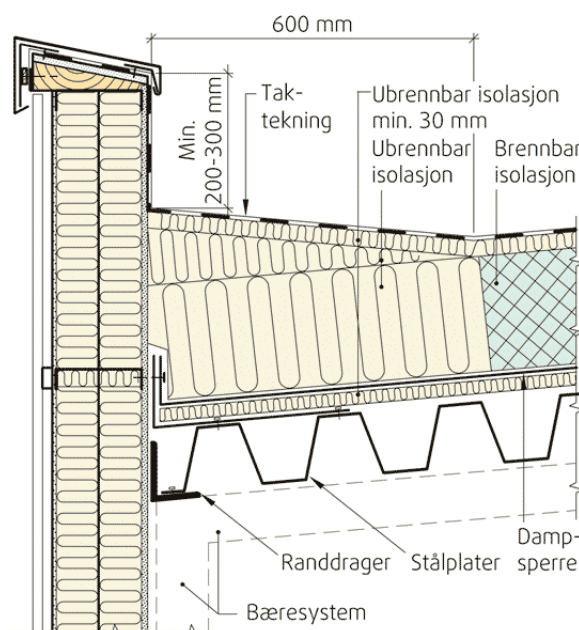 600 mm
Min.
200-300 mm
Tak-
tekning
Ubrennbar isolasjon
min. 30 mm
Ubrennbar
isolasjon
Brennbar
isolasjon
Randdrager
Stålplater
Damp-
sperre
Bæresystem